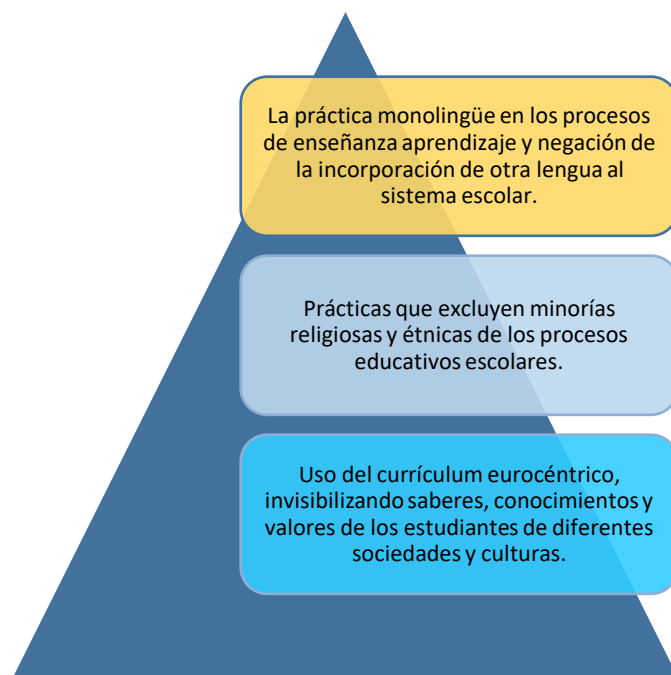 La práctica monolingüe en los procesos
de enseñanza aprendizaje y negación de
la incorporación de otra lengua al
sistema escolar.
Prácticas que excluyen minorías
religiosas y étnicas de los procesos
educativos escolares.
Uso del currículum eurocéntrico,
invisibilizando saberes, conocimientos y
valores de los estudiantes de diferentes
sociedades y culturas.